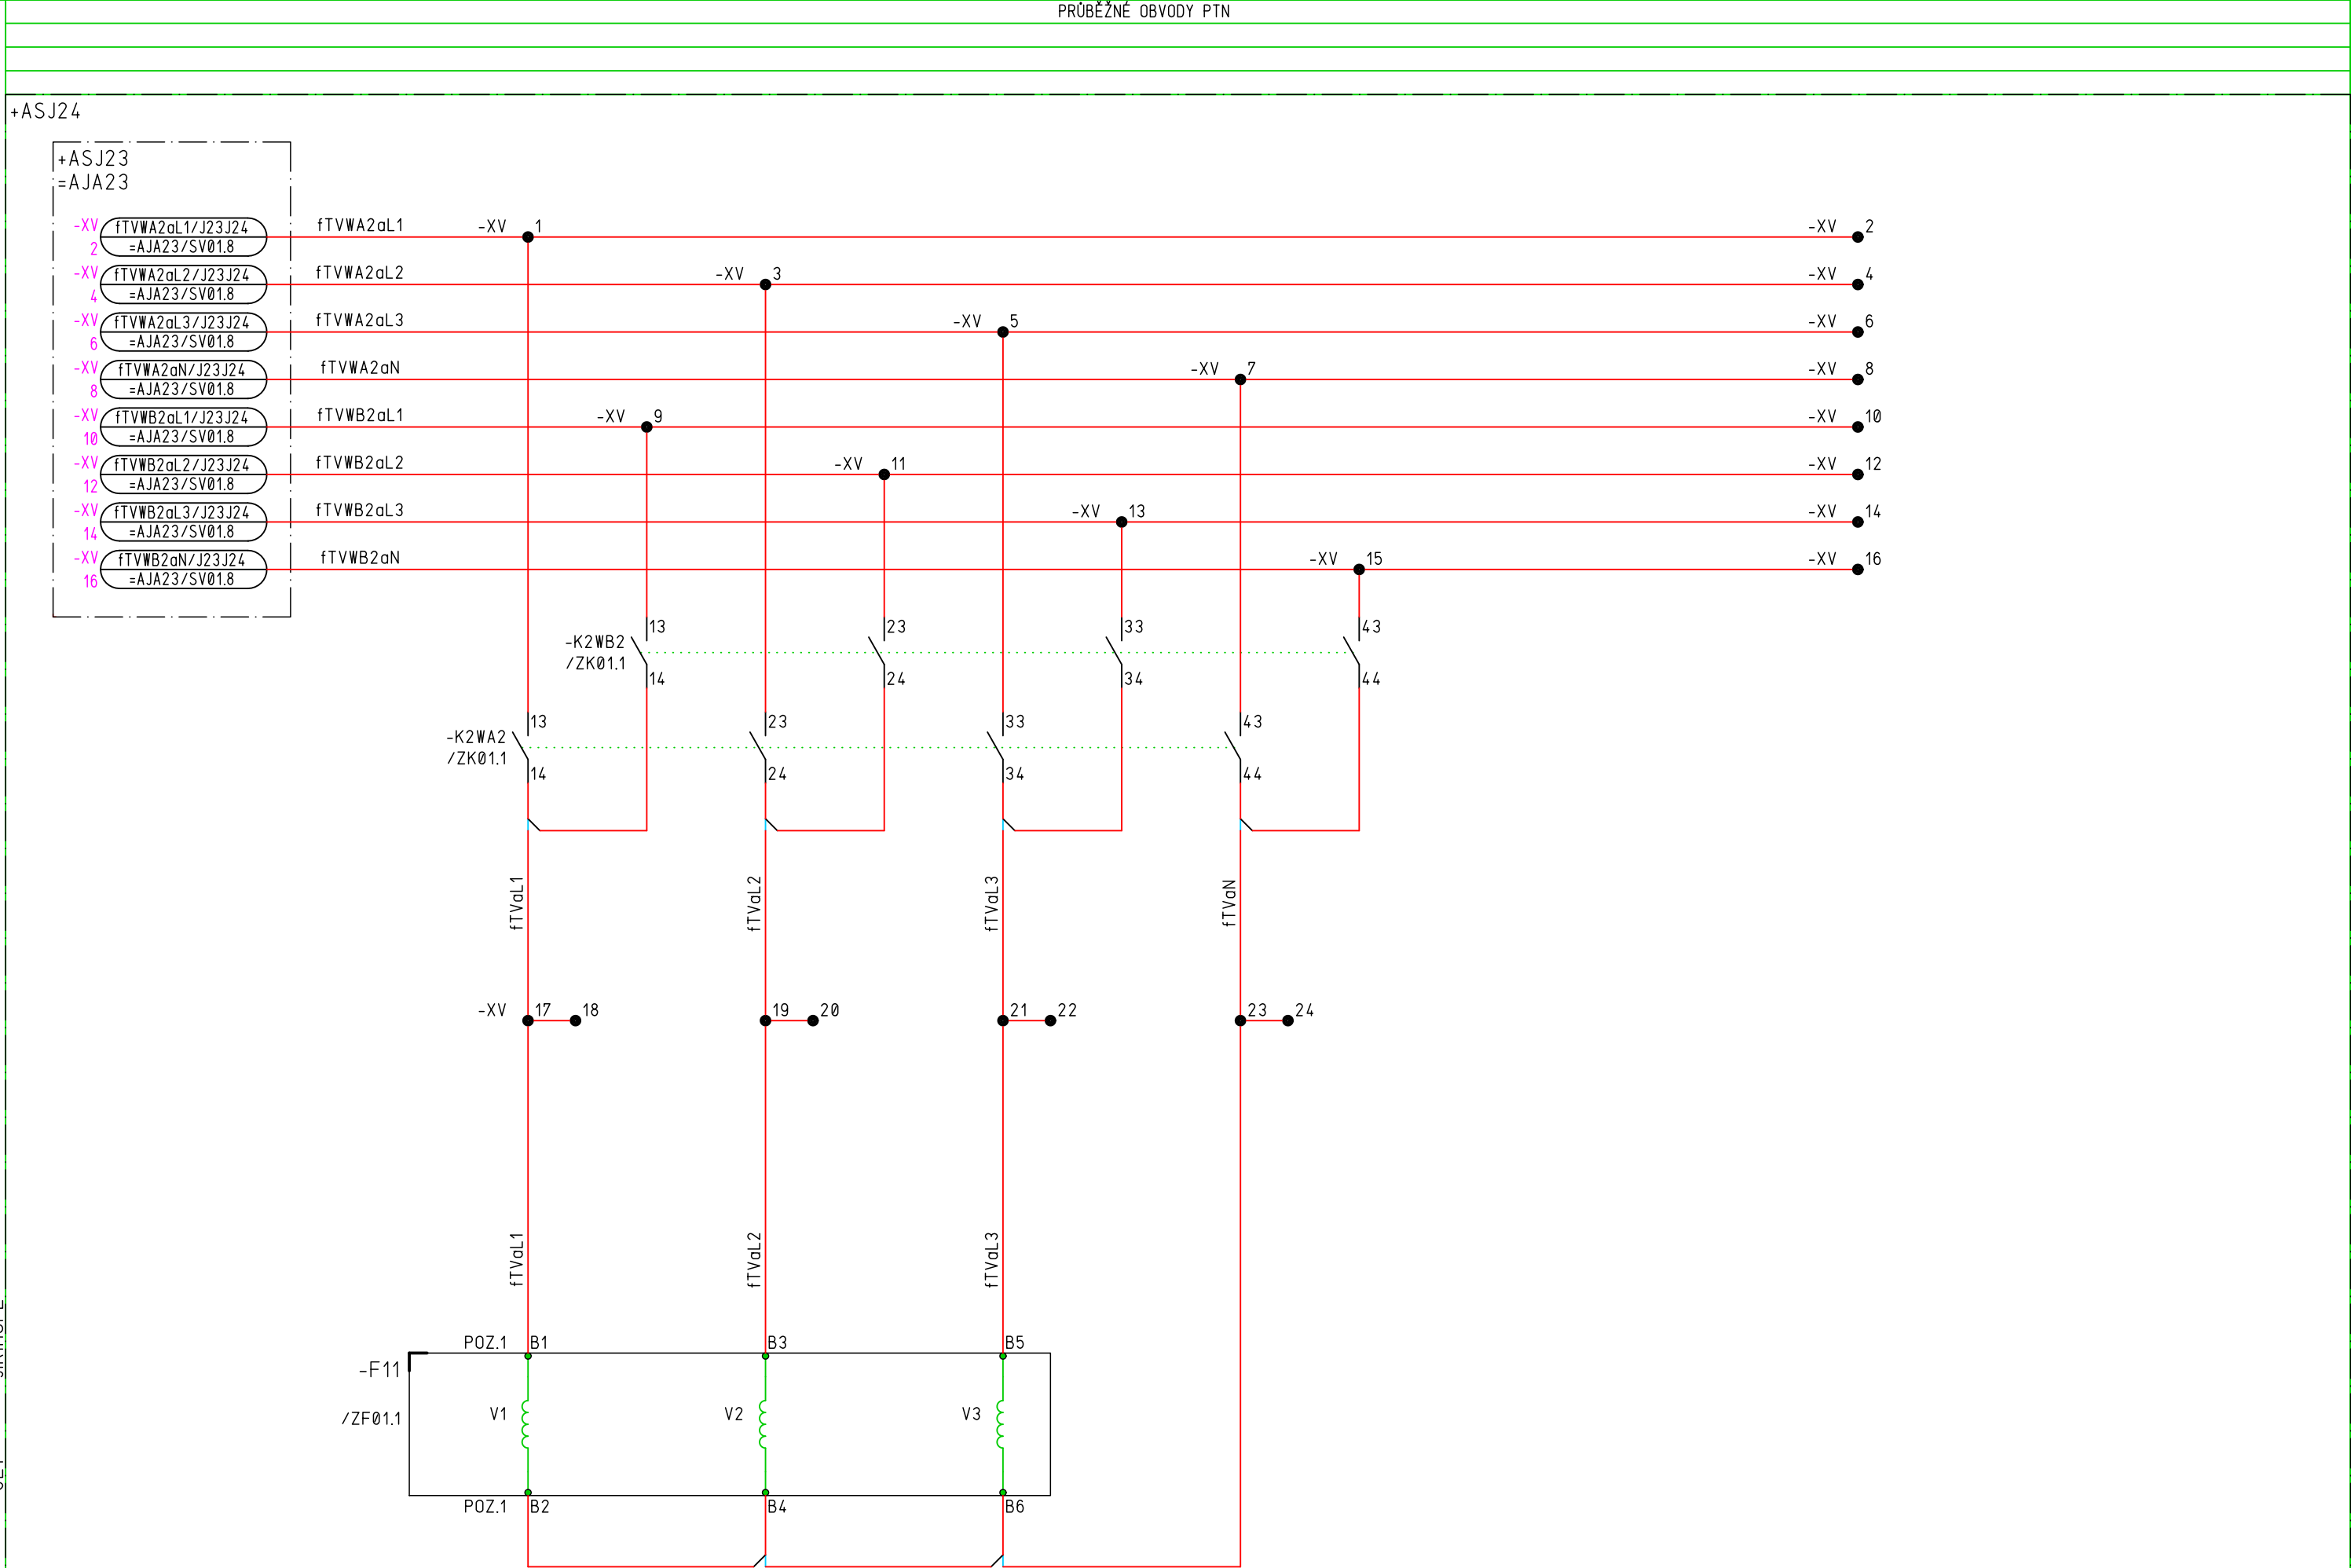 PRŮBĚŽNÉ OBVODY PTN
+ASJ24
+ASJ23
=AJA23
-XV 2 fTVWA2aL1/J23J24 =AJA23/SV01.8 fTVWA2aL1 -XV 1 -XV 2
-XV 4 fTVWA2aL2/J23J24 =AJA23/SV01.8 fTVWA2aL2 -XV 3 -XV 4
-XV 6 fTVWA2aL3/J23J24 =AJA23/SV01.8 fTVWA2aL3 -XV 5 -XV 6
-XV 8 fTVWA2aN/J23J24 =AJA23/SV01.8 fTVWA2aN -XV 7 -XV 8
-XV 10 fTVWB2aL1/J23J24 =AJA23/SV01.8 fTVWB2aL1 -XV 9 -XV 10
-XV 12 fTVWB2aL2/J23J24 =AJA23/SV01.8 fTVWB2aL2 -XV 11 -XV 12
-XV 14 fTVWB2aL3/J23J24 =AJA23/SV01.8 fTVWB2aL3 -XV 13 -XV 14
-XV 16 fTVWB2aN/J23J24 =AJA23/SV01.8 fTVWB2aN -XV 15 -XV 16
13 23 33 43
-K2WB2
/ZK01.1
14 24 34 44
13 23 33 43
-K2WA2
/ZK01.1
14 24 34 44
fTVaL1 fTVaL2 fTVaL3 fTVaN
-XV 17 18 19 20 21 22 23 24
fTVaL1 fTVaL2 fTVaL3
POZ.1 B1 B3 B5
-F11
/ZF01.1 V1 V2 V3
POZ.1 B2 B4 B6